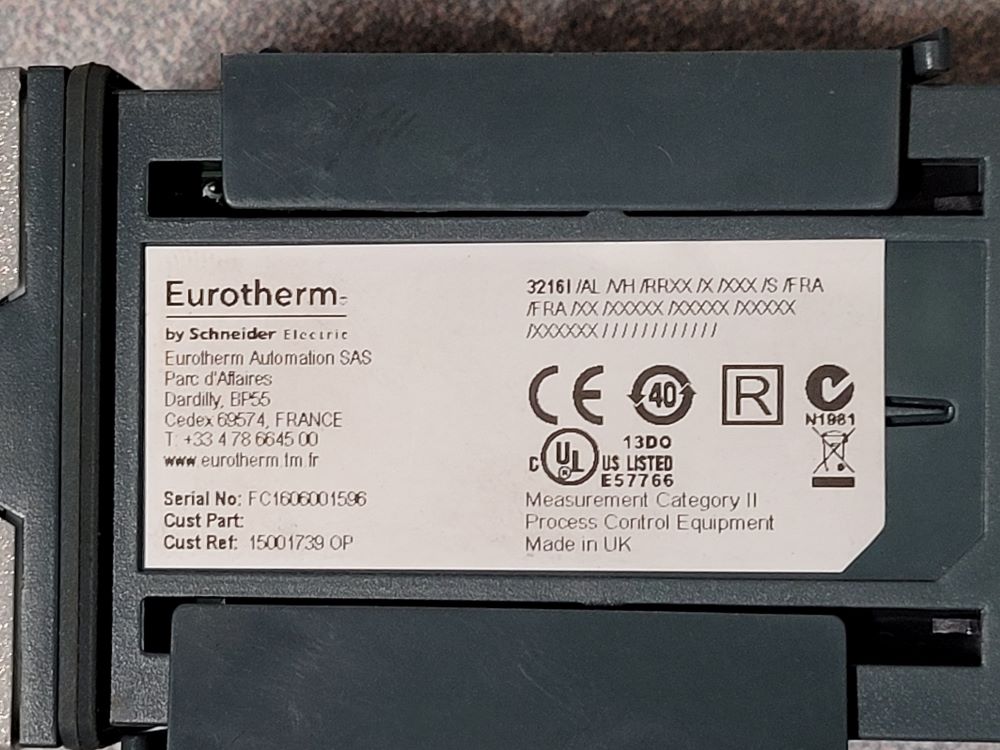 Eurotherm
by Schneider Electric
Eurotherm Automation SAS
Parc d'Affaires
Dardilly, BP55
Cedex 69574, FRANCE
T: +33 4 78 6645 00
www.eurotherm.tm.fr
Serial No: FC1606001596
Cust Part:
Cust Ref: 15001739 OP
3216I /AL /VH /RRXX /X /XXX /S /FRA
/FRA /XX /XXXXX /XXXXX /XXXXX
/XXXXXX / / / / / / / / / / / /
CE
40
R
N1981
C UL US LISTED
®
13DO
E57766
Measurement Category II
Process Control Equipment
Made in UK